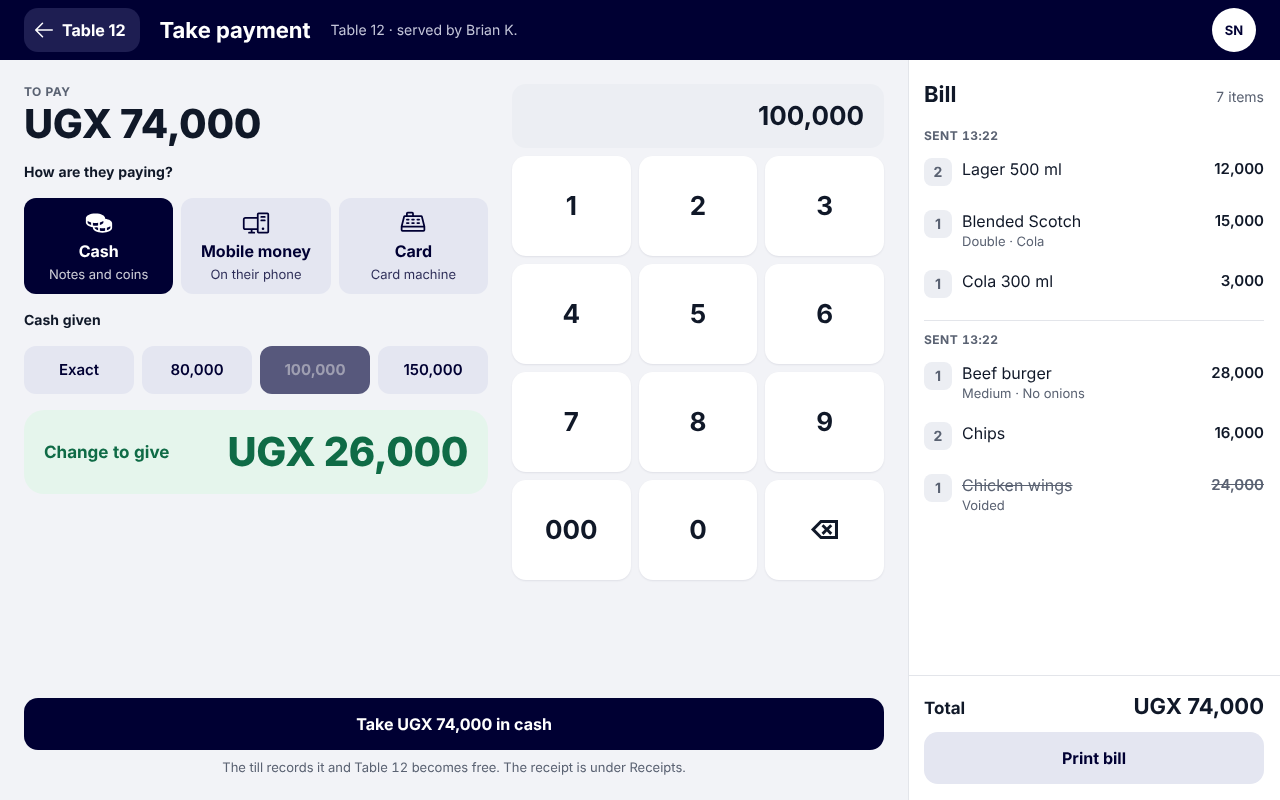 Table 12
Take payment
Table 12 · served by Brian K.
SN
TO PAY
UGX 74,000
How are they paying?
Cash
Notes and coins
Mobile money
On their phone
Card
Card machine
Cash given
Exact
80,000
100,000
150,000
Change to give
UGX 26,000
100,000
1
2
3
4
5
6
7
8
9
000
0
Take UGX 74,000 in cash
The till records it and Table 12 becomes free. The receipt is under Receipts.
Bill
7 items
SENT 13:22
2 Lager 500 ml 12,000
1 Blended Scotch 15,000
Double · Cola
1 Cola 300 ml 3,000
SENT 13:22
1 Beef burger 28,000
Medium · No onions
2 Chips 16,000
1 Chicken wings 24,000
Voided
Total UGX 74,000
Print bill